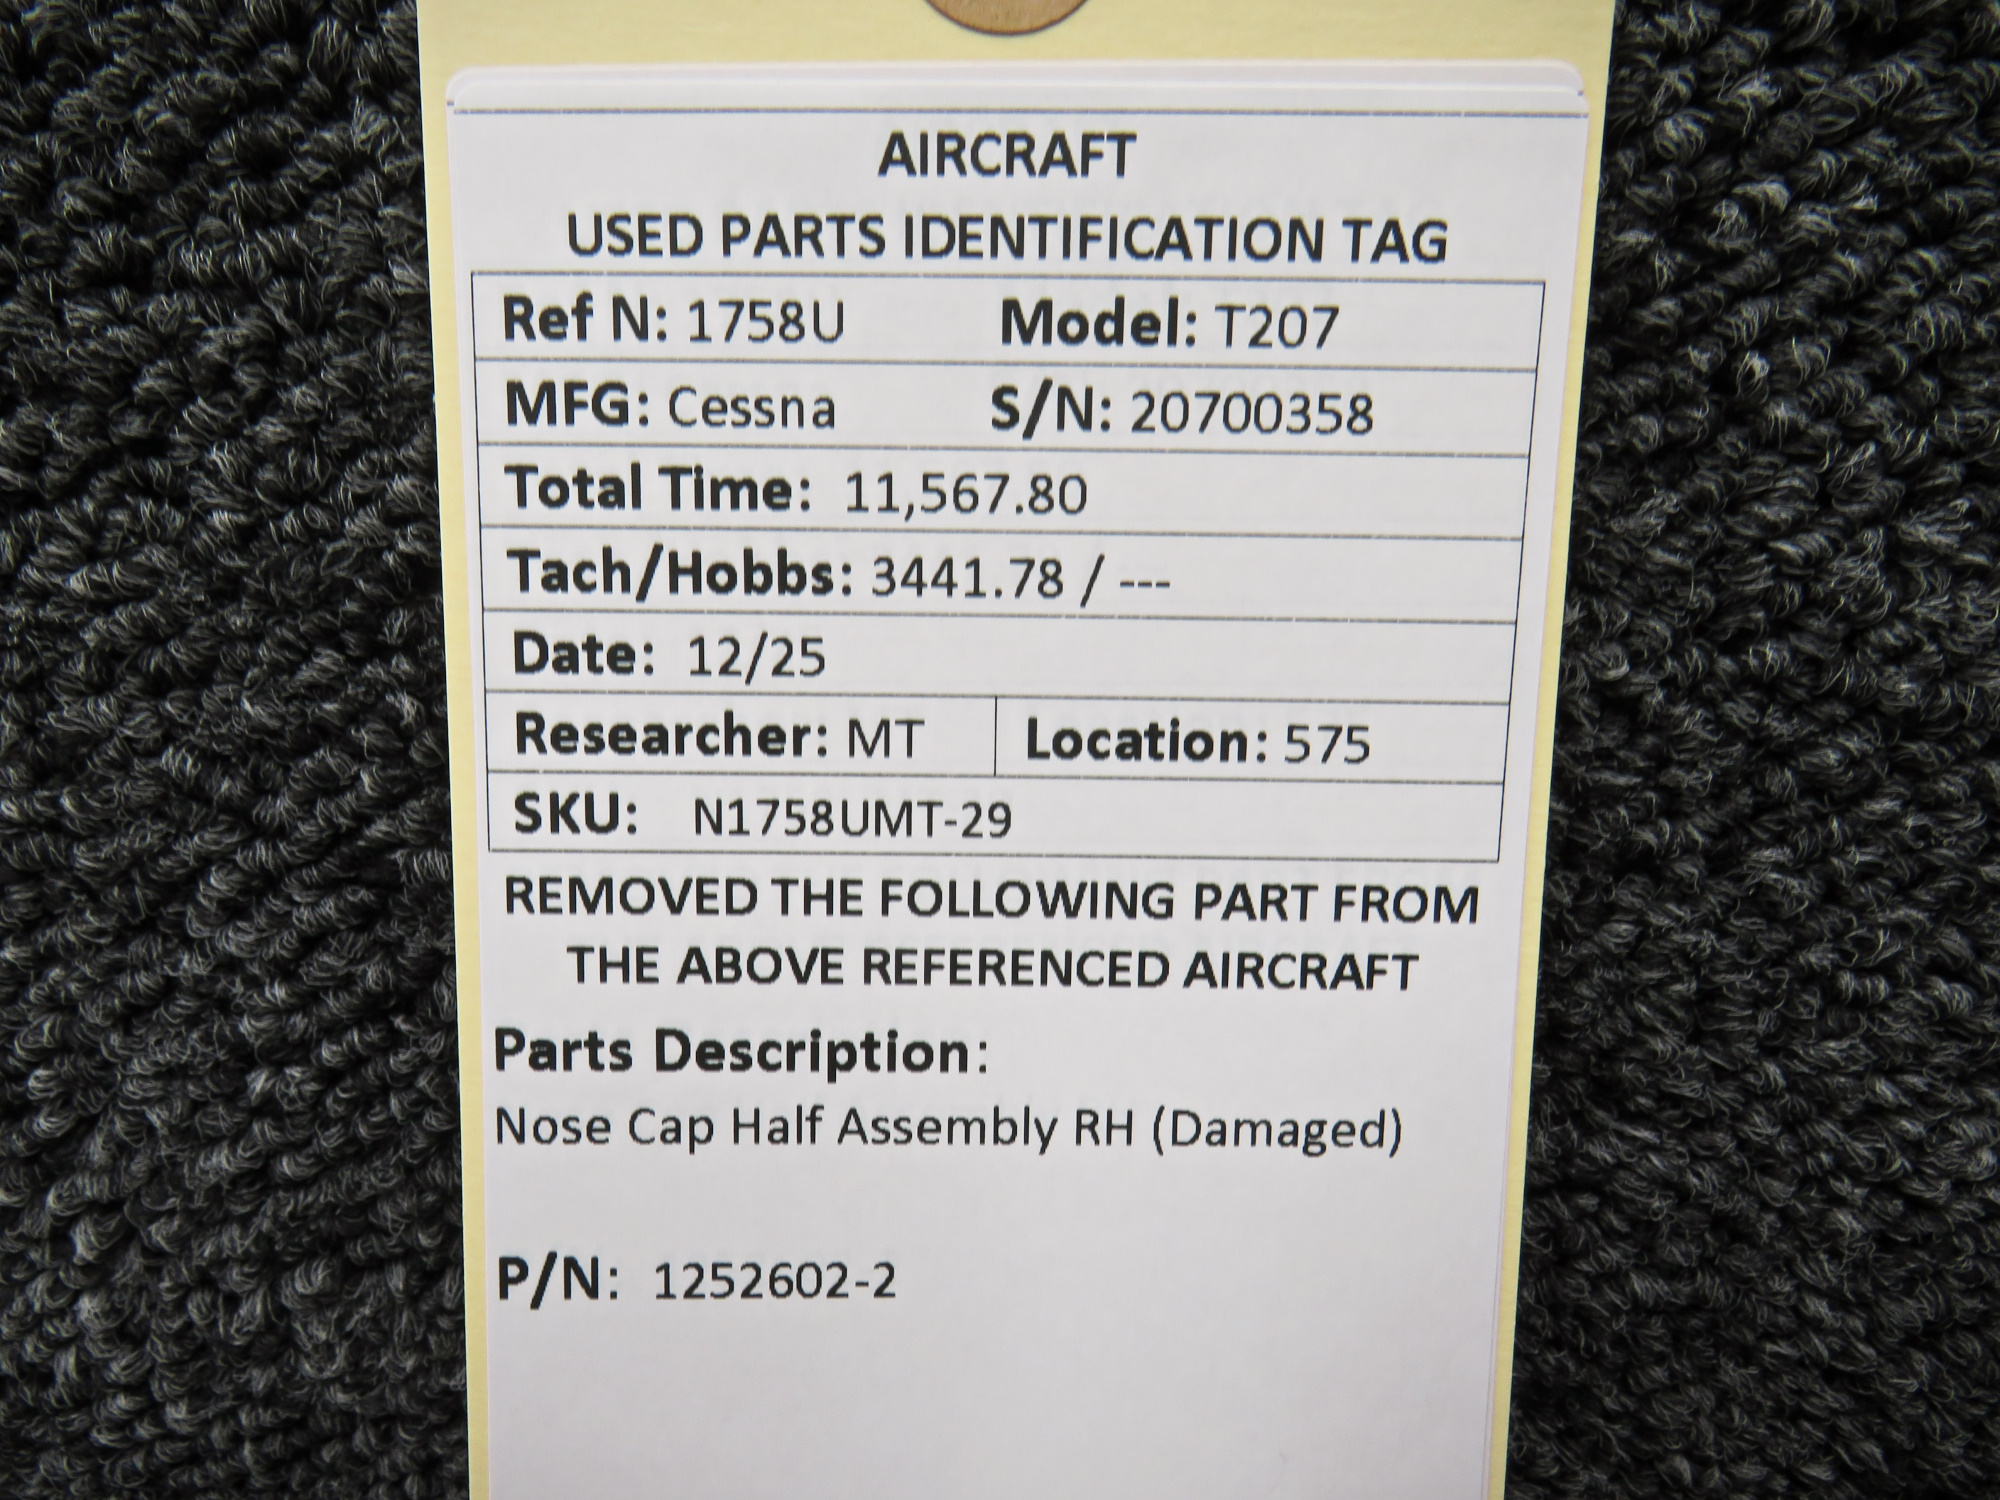 AIRCRAFT
USED PARTS IDENTIFICATION TAG
Ref N: 1758U Model: T207
MFG: Cessna S/N: 20700358
Total Time: 11,567.80
Tach/Hobbs: 3441.78 / ---
Date: 12/25
Researcher: MT Location: 575
SKU: N1758UMT-29
REMOVED THE FOLLOWING PART FROM
THE ABOVE REFERENCED AIRCRAFT
Parts Description:
Nose Cap Half Assembly RH (Damaged)
P/N: 1252602-2